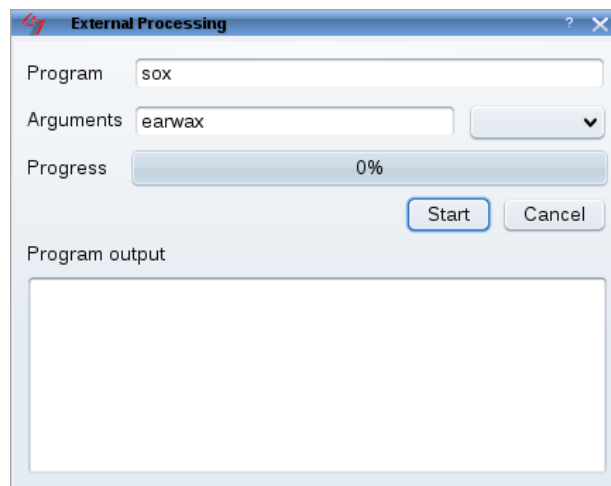 External Processing ?
Program sox
Arguments earwax
Progress 0%
Start Cancel
Program output